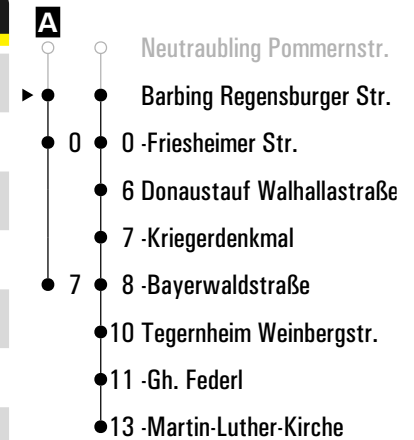 A
Neutraubling Pommernstr.
Barbing Regensburger Str.
0 0 -Friesheimer Str.
6 Donaustauf Walhallastraße
7 -Kriegerdenkmal
7 8 -Bayerwaldstraße
10 Tegernheim Weinbergstr.
11 -Gh. Federl
13 -Martin-Luther-Kirche